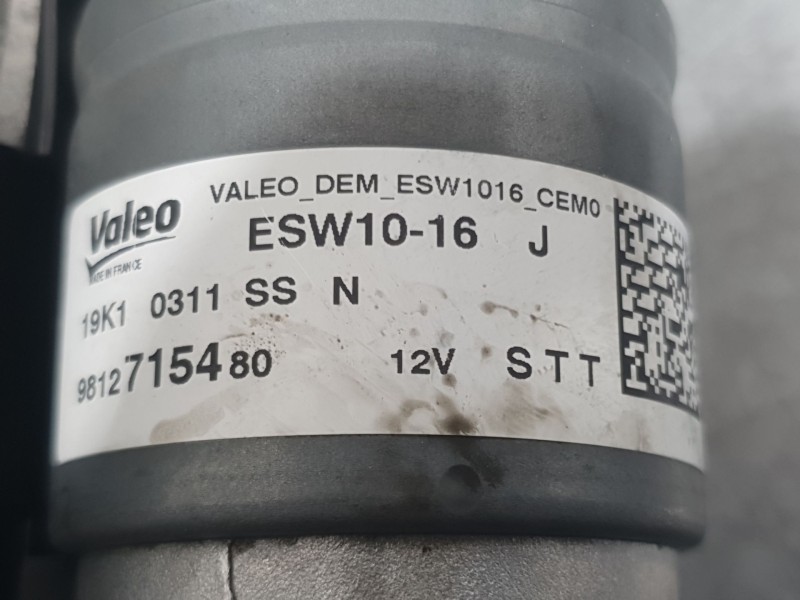 VALEO_DEM_ESW1016_CEM0
Valeo
ESW10-16 J
MADE IN FRANCE
19K1 0311 SS N
9812715480 12V STT